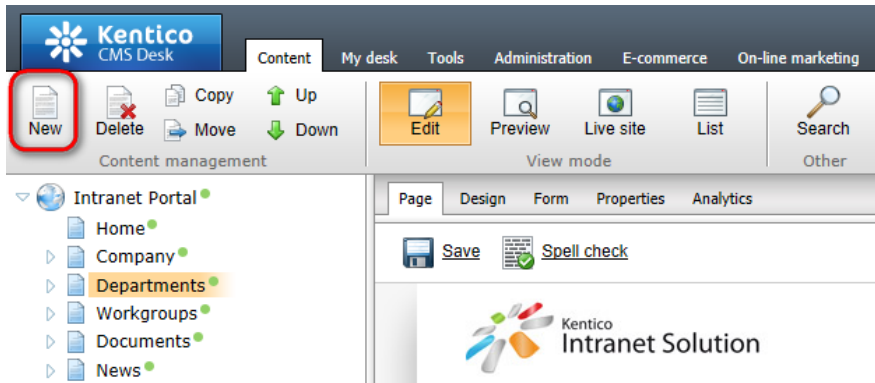 Kentico
CMS Desk
Content My desk Tools Administration E-commerce On-line marketing
New Delete Copy Move Up Down Edit Preview Live site List Search
Content management View mode Other
Intranet Portal
Home
Company
Departments
Workgroups
Documents
News
Page Design Form Properties Analytics
Save Spell check
Kentico
Intranet Solution